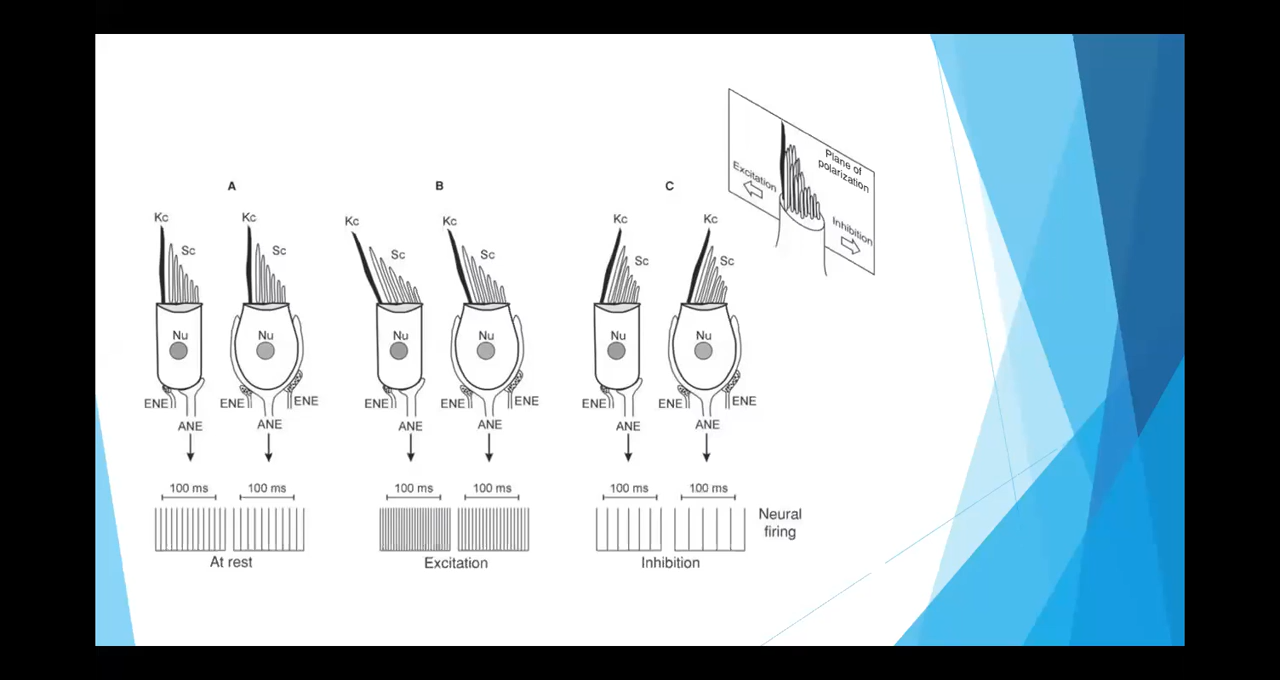 A
B
C
Plane of
polarization
Excitation
Inhibition
Kc
Kc
Kc
Kc
Kc
Kc
Sc
Sc
Sc
Sc
Sc
Sc
Nu
Nu
Nu
Nu
Nu
Nu
ENE
ENE
ENE
ENE
ENE
ENE
ENE
ENE
ENE
ANE
ANE
ANE
ANE
ANE
ANE
100 ms
100 ms
100 ms
100 ms
100 ms
100 ms
Neural
firing
At rest
Excitation
Inhibition